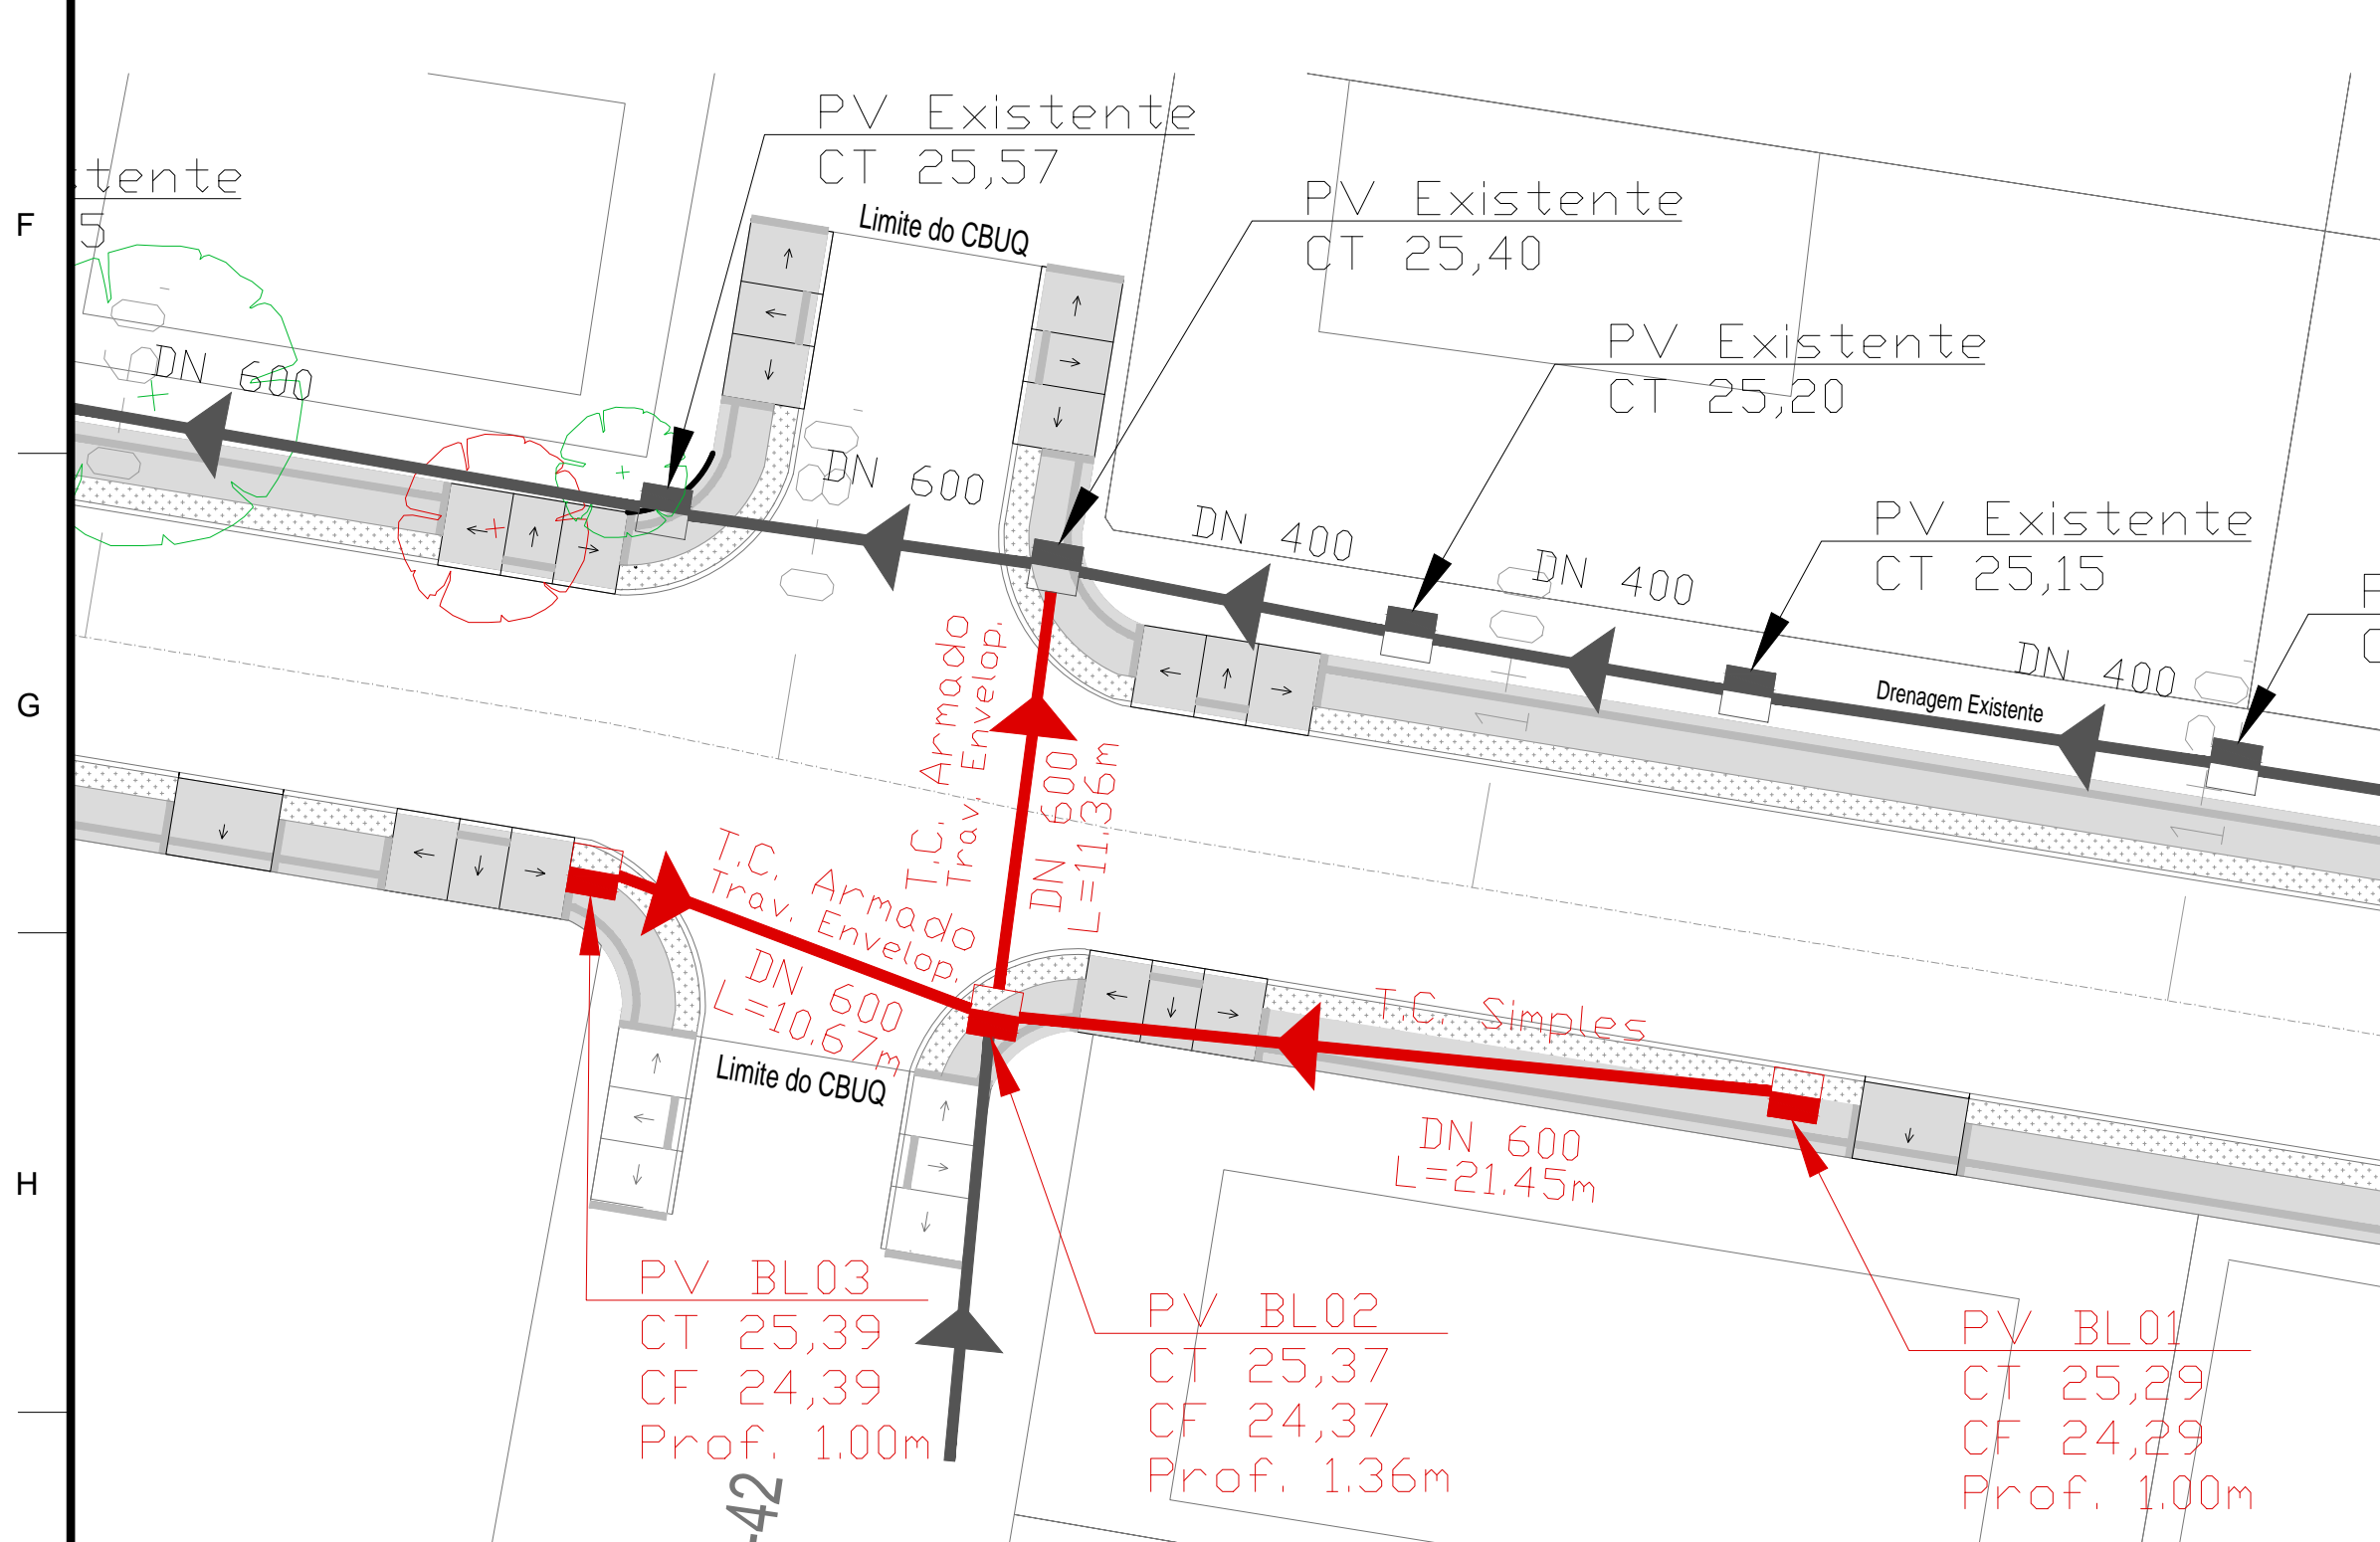 PV Existente
CT 25,57
tente
5
Limite do CBUQ
PV Existente
CT 25,40
F
PV Existente
CT 25,20
DN 600
DN 600
PV Existente
CT 25,15
DN 400
DN 400
DN 400
Drenagem Existente
G
T.C. Armado
Trav. Envelop.
DN 600
L=11.36m
T.C. Armado
Trav. Envelop.
DN 600
L=10.67m
Limite do CBUQ
T.C. Simples
DN 600
L=21.45m
H
PV BL03
CT 25,39
CF 24,39
Prof. 1.00m
PV BL02
CT 25,37
CF 24,37
Prof. 1.36m
PV BL01
CT 25,29
CF 24,29
Prof. 1.00m
-42